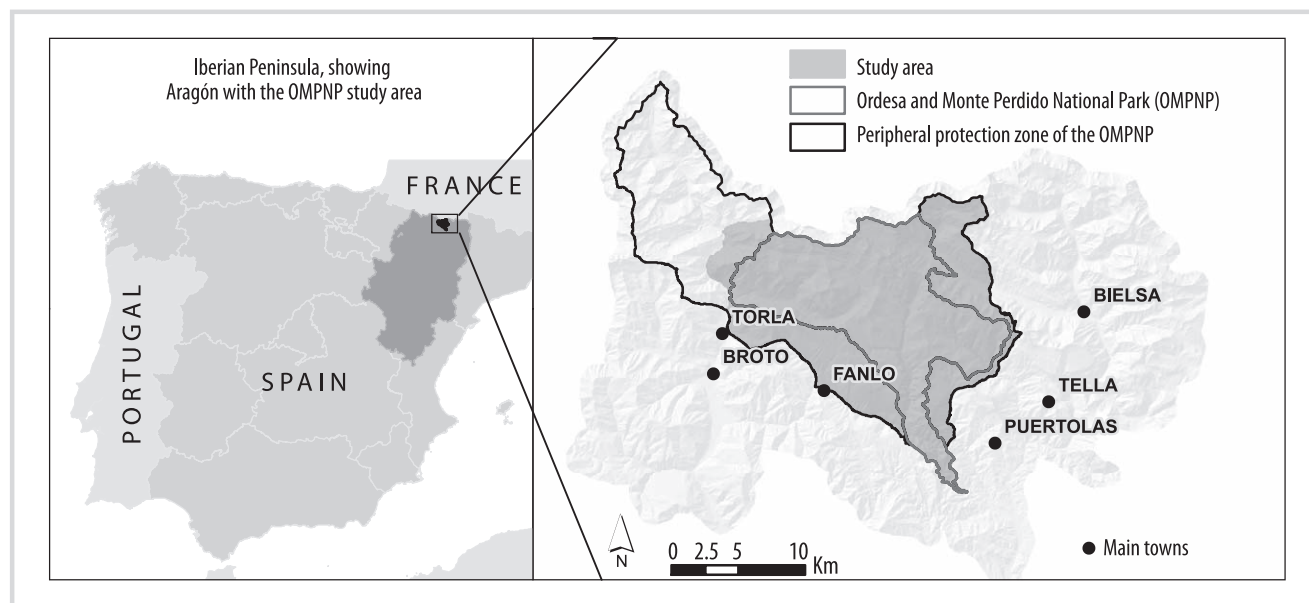 Iberian Peninsula, showing
Aragón with the OMPNP study area
FRANCE
PORTUGAL
SPAIN
Study area
Ordesa and Monte Perdido National Park (OMPNP)
Peripheral protection zone of the OMPNP
BIELSA
TORLA
BROTO
FANLO
TELLA
PUERTOLAS
N
0 2.5 5 10
Km
Main towns